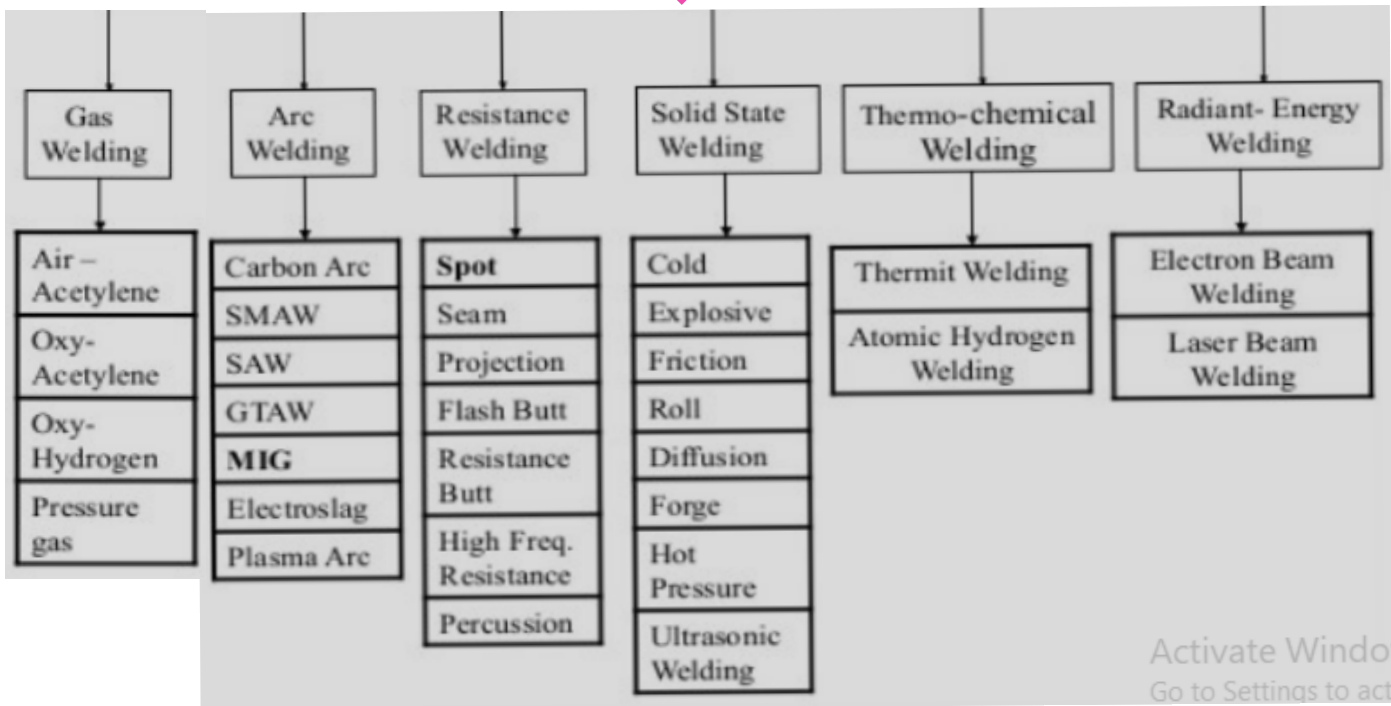 Gas
Welding
Air –
Acetylene
Oxy-
Acetylene
Oxy-
Hydrogen
Pressure
gas
Arc
Welding
Carbon Arc
SMAW
SAW
GTAW
MIG
Electroslag
Plasma Arc
Resistance
Welding
Spot
Seam
Projection
Flash Butt
Resistance
Butt
High Freq.
Resistance
Percussion
Solid State
Welding
Cold
Explosive
Friction
Roll
Diffusion
Forge
Hot
Pressure
Ultrasonic
Welding
Thermo-chemical
Welding
Thermit Welding
Atomic Hydrogen
Welding
Radiant- Energy
Welding
Electron Beam
Welding
Laser Beam
Welding
Activate Windo
Go to Settings to act